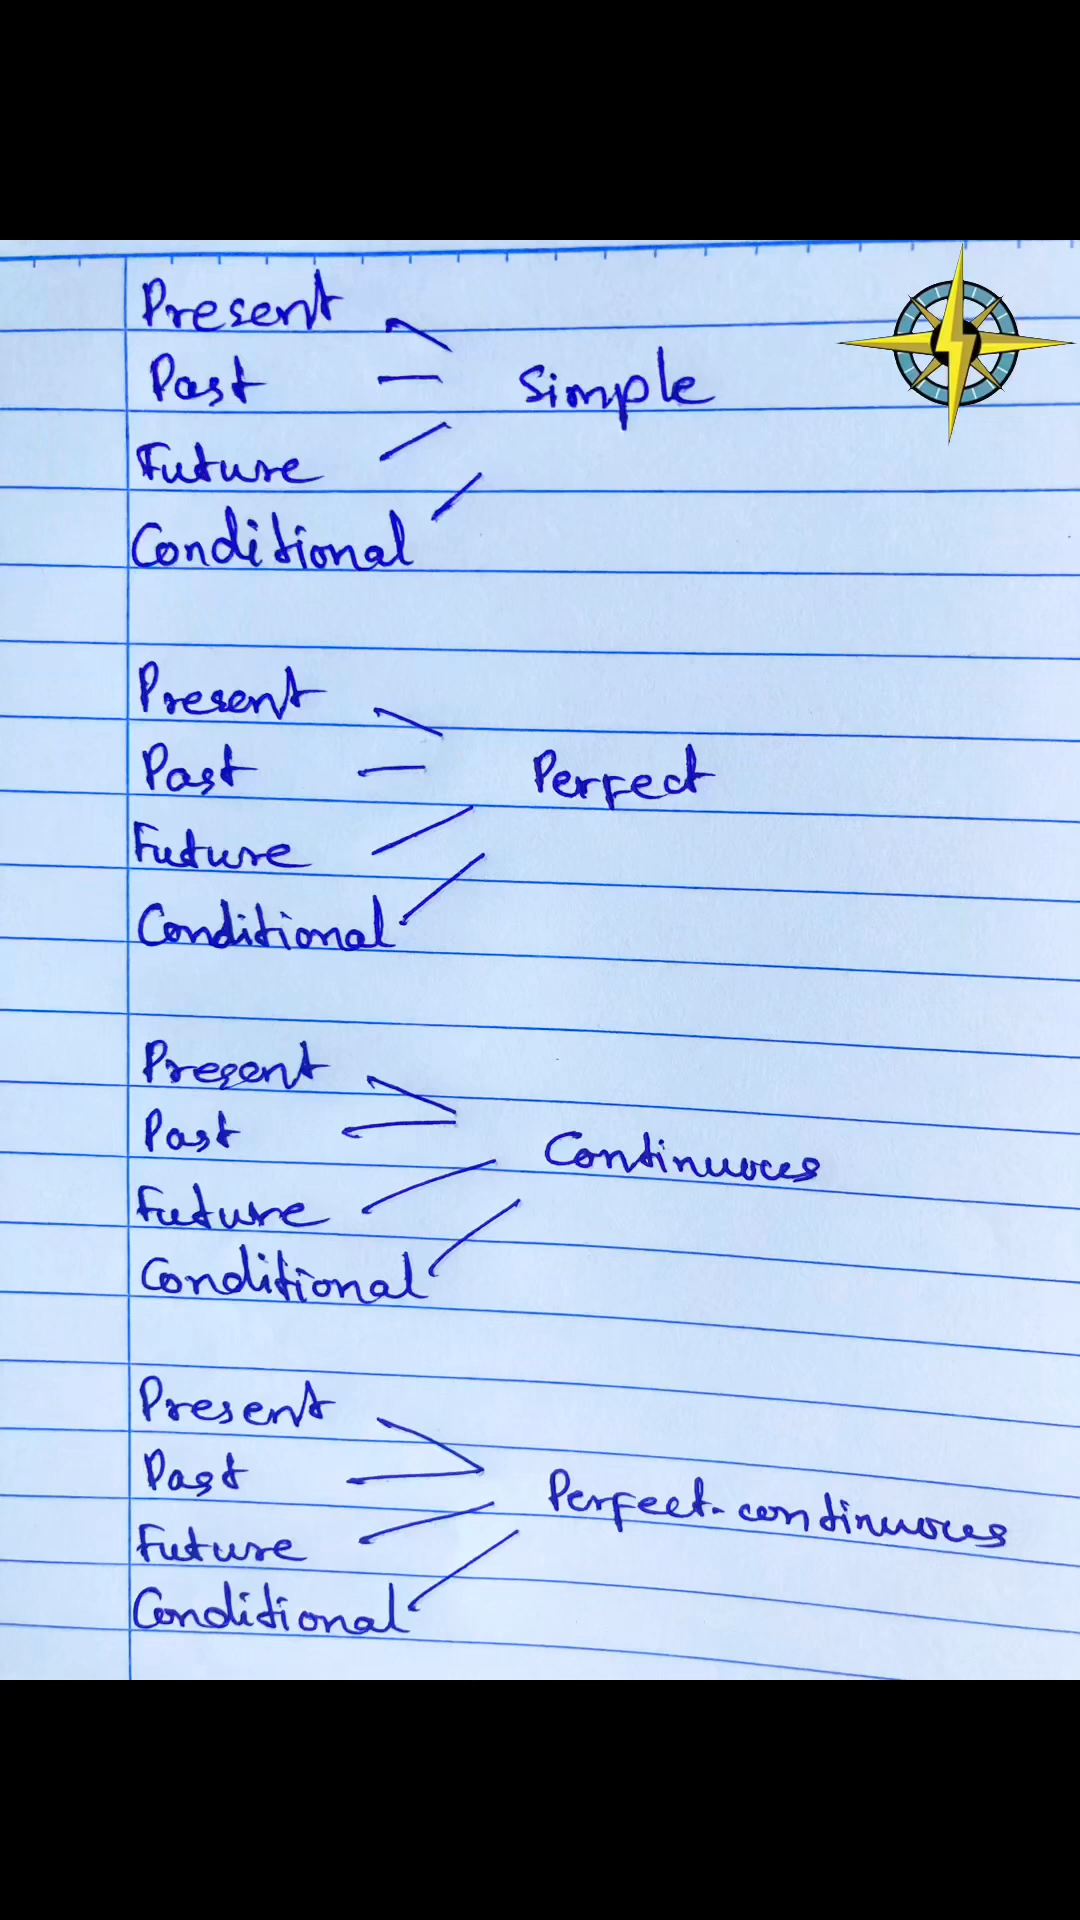 Present
Past Simple
Future
Conditional
Present
Past Perfect
Future
Conditional
Present
Past Continuous
Future
Conditional
Present
Past Perfect-continuous
Future
Conditional